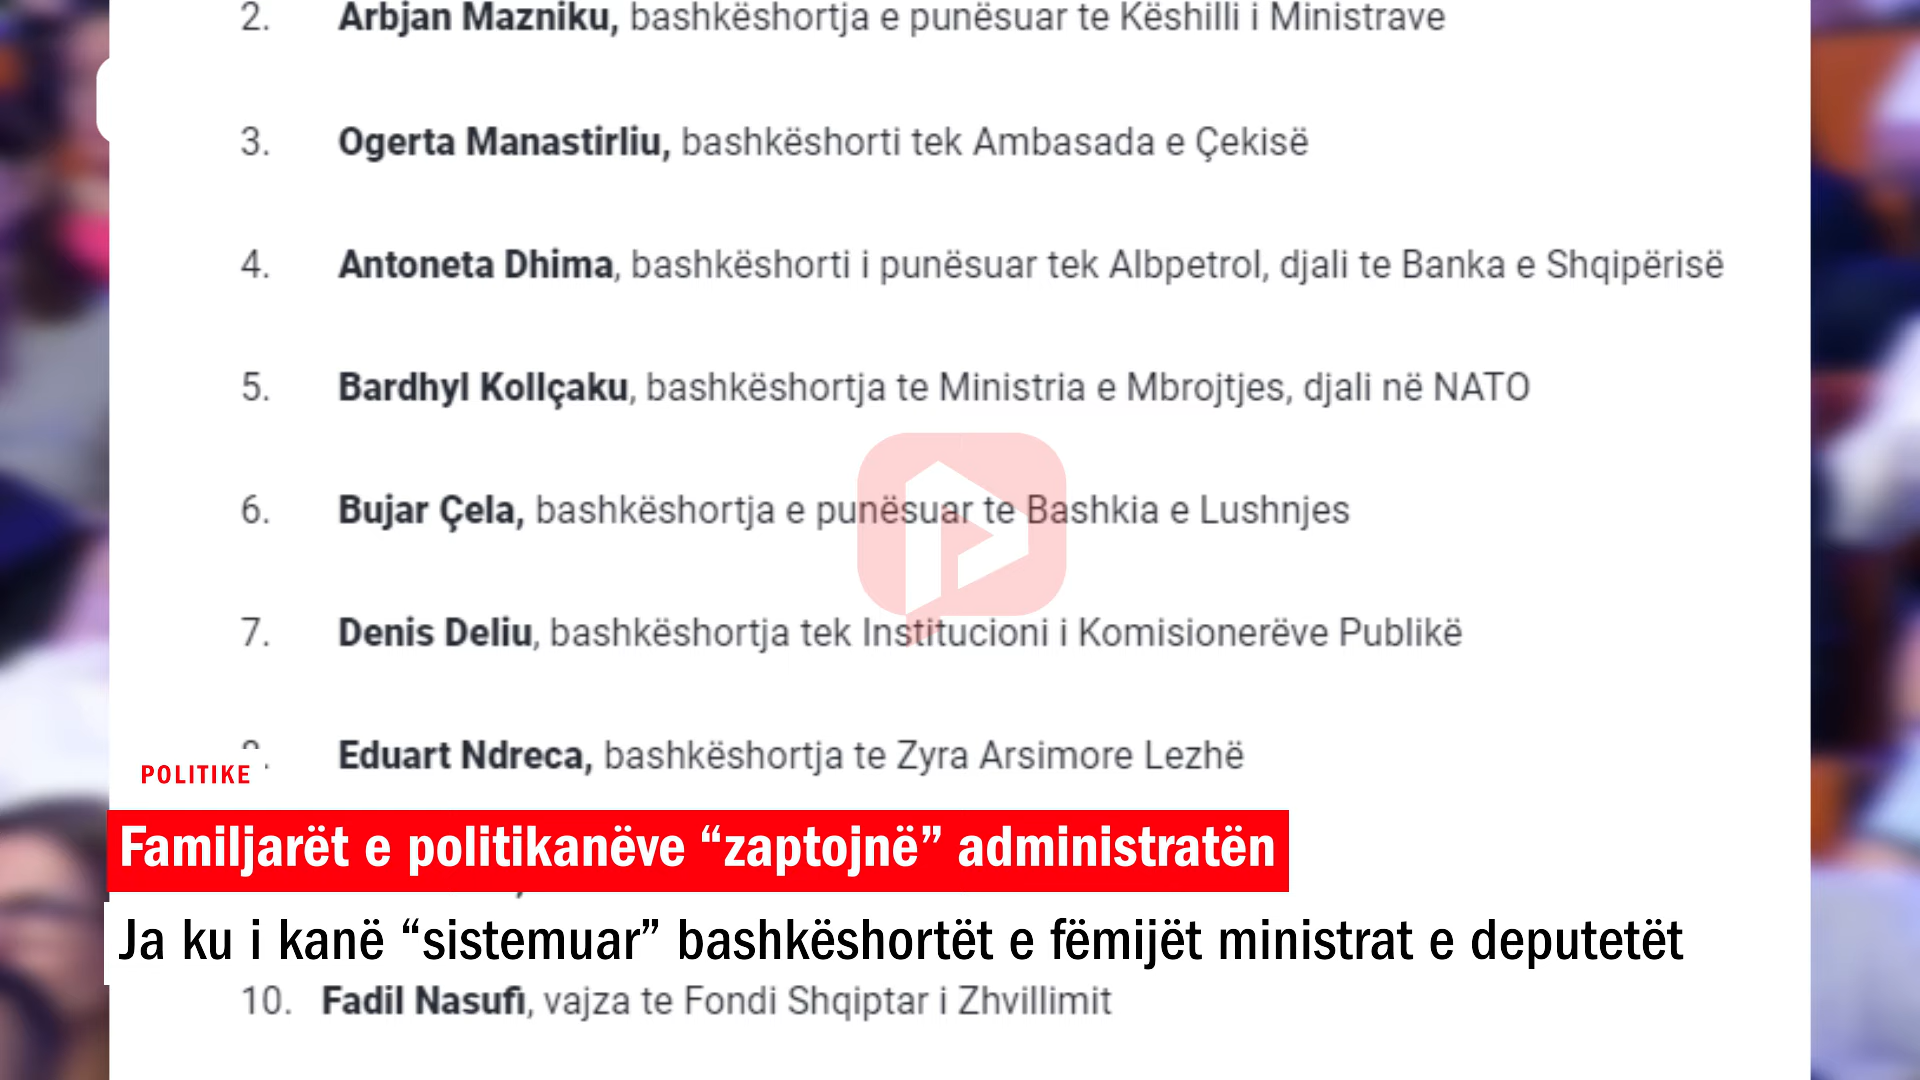 2. Arbjan Mazniku, bashkëshortja e punësuar te Këshilli i Ministrave
3. Ogerta Manastirliu, bashkëshorti tek Ambasada e Çekisë
4. Antoneta Dhima, bashkëshorti i punësuar tek Albpetrol, djali te Banka e Shqipërisë
5. Bardhyl Kollçaku, bashkëshortja te Ministria e Mbrojtjes, djali në NATO
6. Bujar Çela, bashkëshortja e punësuar te Bashkia e Lushnjes
7. Denis Deliu, bashkëshortja tek Institucioni i Komisionerëve Publikë
Eduart Ndreca, bashkëshortja te Zyra Arsimore Lezhë
POLITIKE
Familjarët e politikanëve “zaptojnë” administratën
Ja ku i kanë “sistemuar” bashkëshortët e fëmijët ministrat e deputetët
10. Fadil Nasufi, vajza te Fondi Shqiptar i Zhvillimit